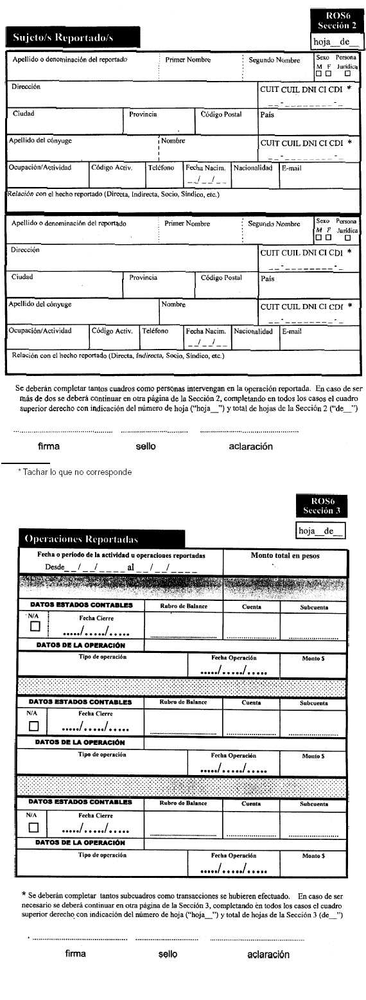 ROS6
Sección 2
Sujeto/s Reportado/s
hoja__de__
Apellido o denominación del reportado Primer Nombre Segundo Nombre Sexo Persona
M F Jurídica
Dirección CUIT CUIL DNI CI CDI *
_ _-_ _ _ _ _ _ _ _-_
Ciudad Provincia Código Postal País
Apellido del cónyuge Nombre CUIT CUIL DNI CI CDI *
_ _-_ _ _ _ _ _ _ _-_
Ocupación/Actividad Código Activ. Teléfono Fecha Nacim. Nacionalidad E-mail
_ _/_ _/_ _
Relación con el hecho reportado (Directa, Indirecta, Socio, Síndico, etc.)
Apellido o denominación del reportado Primer Nombre Segundo Nombre Sexo Persona
M F Jurídica
Dirección CUIT CUIL DNI CI CDI *
_ _-_ _ _ _ _ _ _ _-_
Ciudad Provincia Código Postal País
Apellido del cónyuge Nombre CUIT CUIL DNI CI CDI *
_ _-_ _ _ _ _ _ _ _-_
Ocupación/Actividad Código Activ. Teléfono Fecha Nacim. Nacionalidad E-mail
_ _/_ _/_ _
Relación con el hecho reportado (Directa, Indirecta, Socio, Síndico, etc.)
Se deberán completar tantos cuadros como personas intervengan en la operación reportada. En caso de ser
más de dos se deberá continuar en otra página de la Sección 2, completando en todos los casos el cuadro
superior derecho con indicación del número de hoja ("hoja__") y total de hojas de la Sección 2 ("de__")
firma sello aclaración
* Tachar lo que no corresponde
ROS6
Sección 3
hoja__de__
Operaciones Reportadas
Fecha o período de la actividad u operaciones reportadas Monto total en pesos
Desde_ _/_ _/_ _ _ _ al _ _/_ _/_ _ _ _
DATOS ESTADOS CONTABLES Rubro de Balance Cuenta Subcuenta
N/A Fecha Cierre
...../...../.....
DATOS DE LA OPERACIÓN
Tipo de operación Fecha Operación Monto $
...../...../.....
DATOS ESTADOS CONTABLES Rubro de Balance Cuenta Subcuenta
N/A Fecha Cierre
...../...../.....
DATOS DE LA OPERACIÓN
Tipo de operación Fecha Operación Monto $
...../...../.....
DATOS ESTADOS CONTABLES Rubro de Balance Cuenta Subcuenta
N/A Fecha Cierre
...../...../.....
DATOS DE LA OPERACIÓN
Tipo de operación Fecha Operación Monto $
...../...../.....
* Se deberán completar tantos subcuadros como transacciones se hubieren efectuado. En caso de ser
necesario se deberá continuar en otra página de la Sección 3, completando en todos los casos el cuadro
superior derecho con indicación del número de hoja ("hoja__") y total de hojas de la Sección 3 (de__")
firma sello aclaración